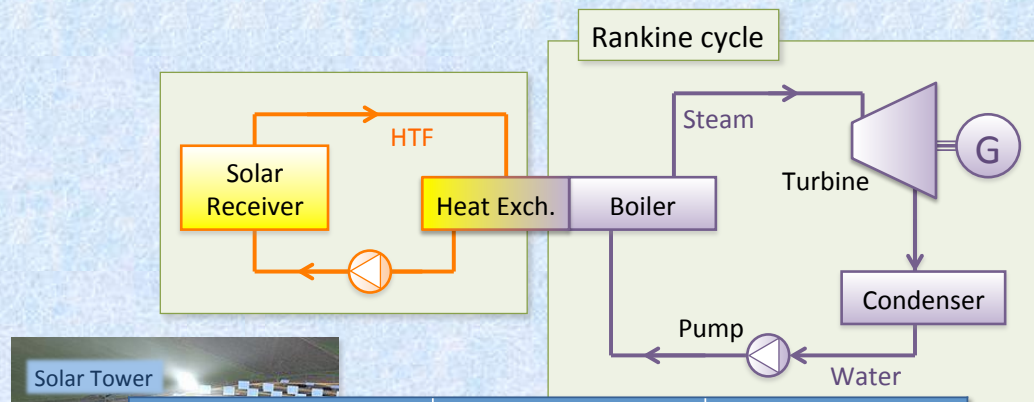 Rankine cycle
HTF
Steam
Solar
Receiver
Heat Exch.
Boiler
Turbine
G
Condenser
Pump
Water
Solar Tower